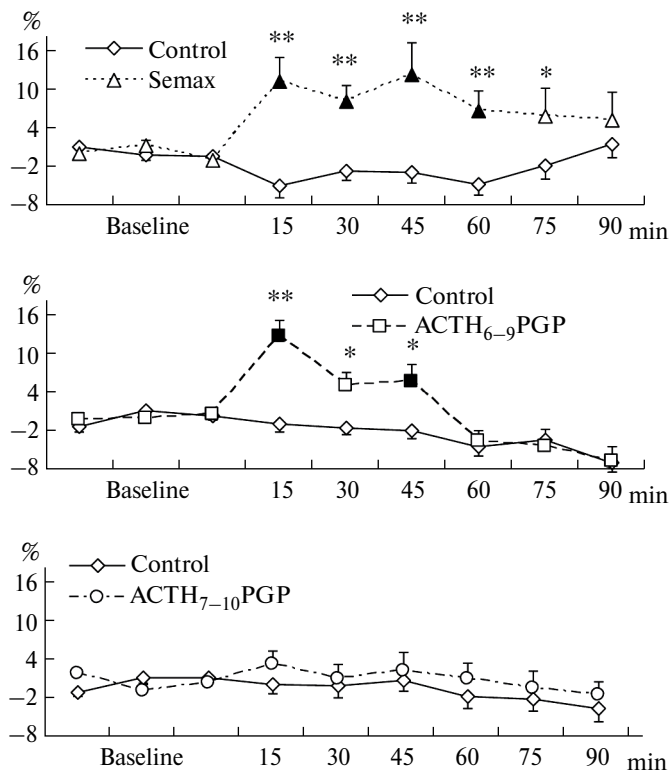 %
16
10
4
−2
−8
Control
Semax
** ** ** ** *
Baseline 15 30 45 60 75 90 min
%
16
10
4
−2
−8
Control
ACTH6−9PGP
** * *
Baseline 15 30 45 60 75 90 min
%
16
10
4
−2
−8
Control
ACTH7−10PGP
Baseline 15 30 45 60 75 90 min